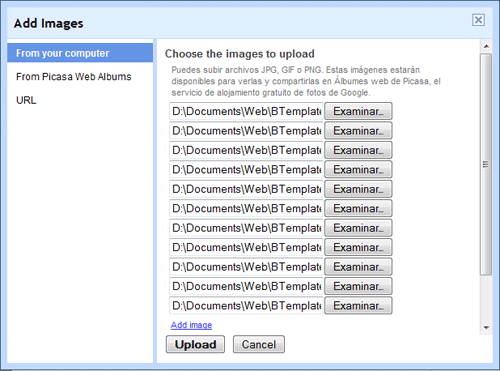 Add Images
From your computer
From Picasa Web Albums
URL
Choose the images to upload
Puedes subir archivos JPG, GIF o PNG. Estas imágenes estarán
disponibles para verlas y compartirlas en Álbumes web de Picasa, el
servicio de alojamiento gratuito de fotos de Google.
D:\Documents\Web\BTemplate Examinar...
D:\Documents\Web\BTemplate Examinar...
D:\Documents\Web\BTemplate Examinar...
D:\Documents\Web\BTemplate Examinar...
D:\Documents\Web\BTemplate Examinar...
D:\Documents\Web\BTemplate Examinar...
D:\Documents\Web\BTemplate Examinar...
D:\Documents\Web\BTemplate Examinar...
D:\Documents\Web\BTemplate Examinar...
D:\Documents\Web\BTemplate Examinar...
D:\Documents\Web\BTemplate Examinar...
Add image
Upload Cancel